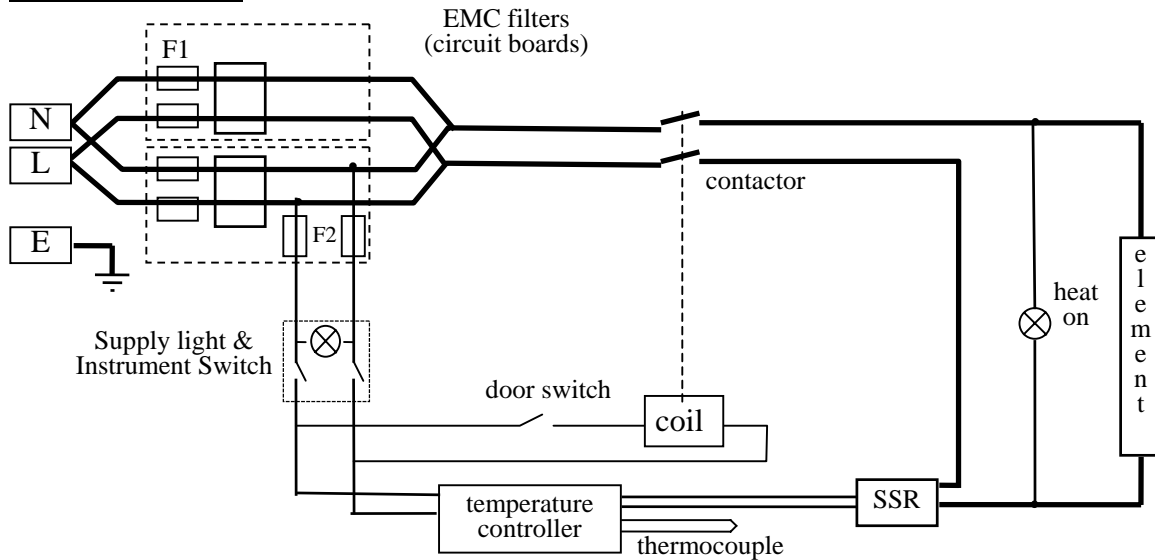 EMC filters
(circuit boards)
F1
N
L
E
F2
contactor
element
heat
on
Supply light &
Instrument Switch
door switch
coil
temperature
controller
SSR
thermocouple